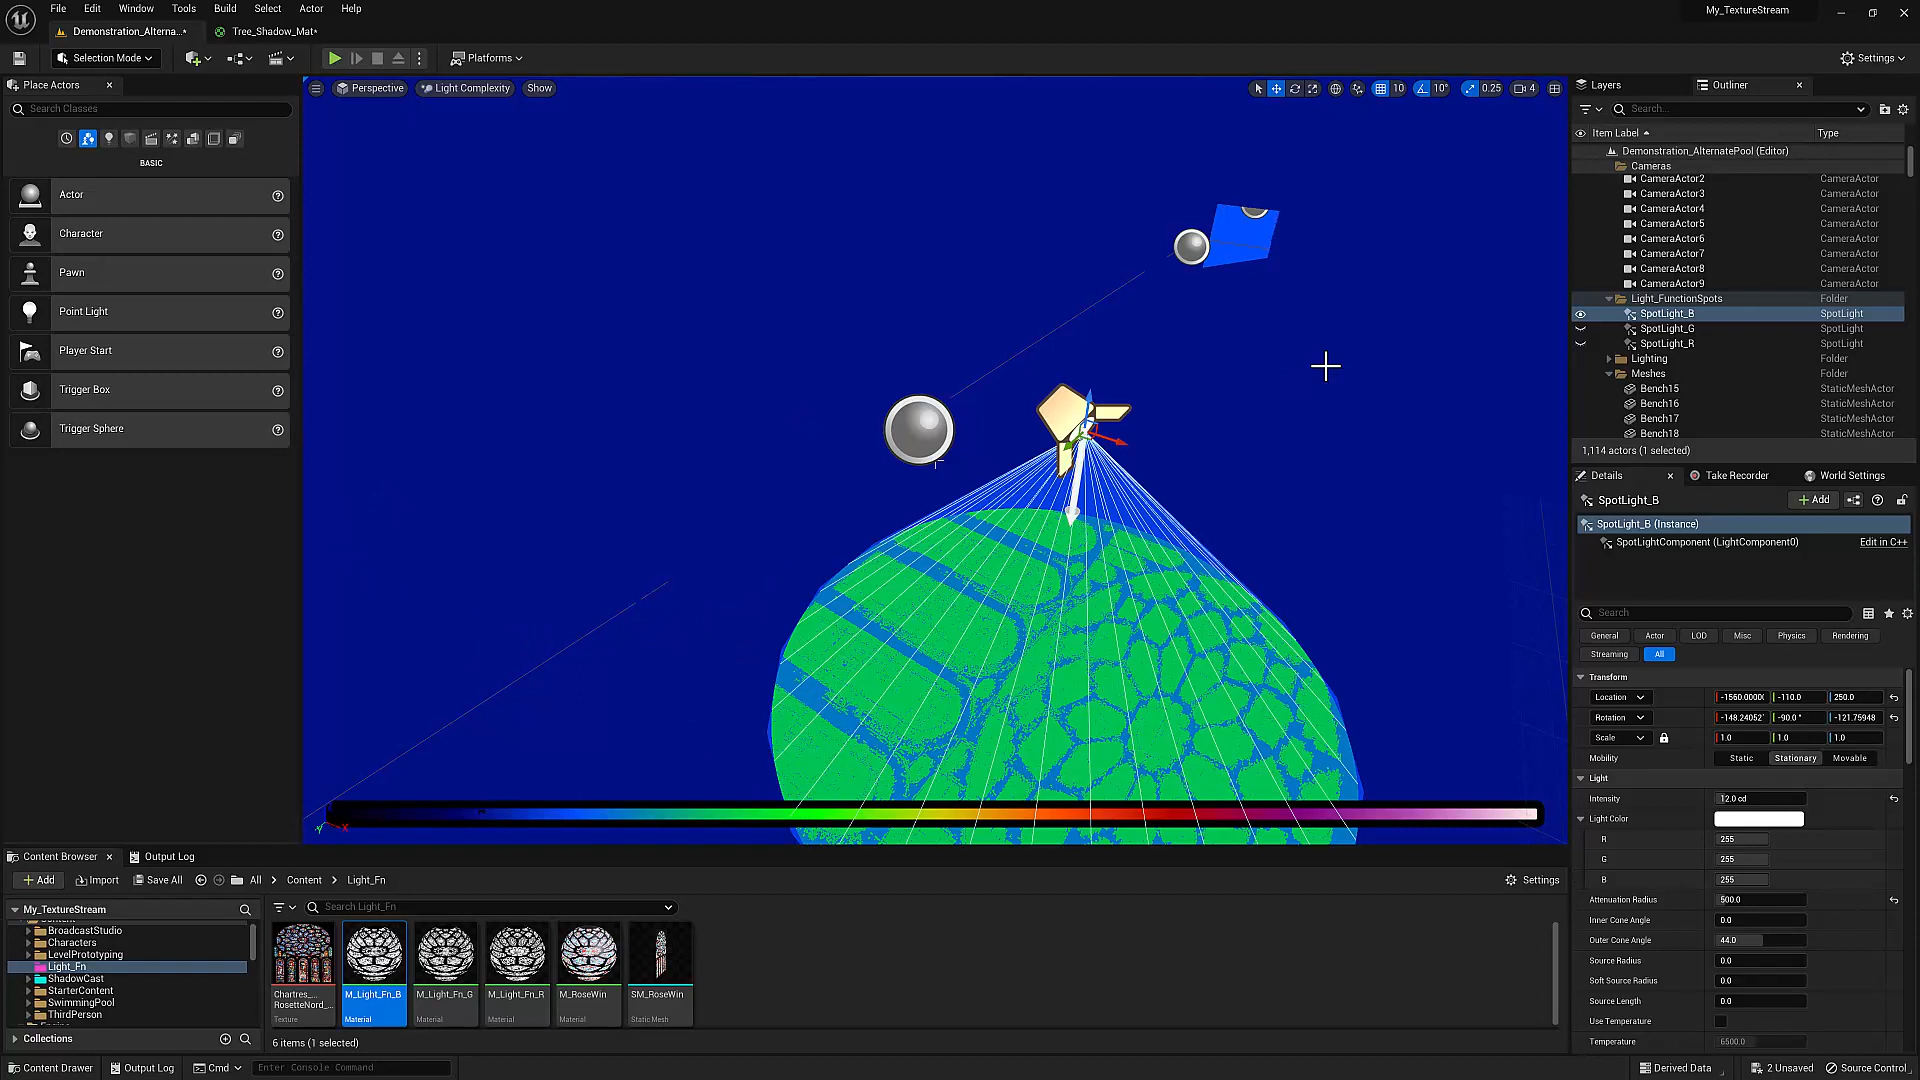 File Edit Window Tools Build Select Actor Help
My_TextureStream
Demonstration_Alterna...*
Tree_Shadow_Mat*
Selection Mode
Platforms
Settings
Place Actors
Search Classes
BASIC
Actor
Character
Pawn
Point Light
Player Start
Trigger Box
Trigger Sphere
Perspective
Light Complexity
Show
10
10°
0.25
4
Y
X
Layers
Outliner
Search...
Item Label
Type
Demonstration_AlternatePool (Editor)
Cameras
CameraActor2 CameraActor
CameraActor3 CameraActor
CameraActor4 CameraActor
CameraActor5 CameraActor
CameraActor6 CameraActor
CameraActor7 CameraActor
CameraActor8 CameraActor
CameraActor9 CameraActor
Light_FunctionSpots Folder
SpotLight_B SpotLight
SpotLight_G SpotLight
SpotLight_R SpotLight
Lighting Folder
Meshes Folder
Bench15 StaticMeshActor
Bench16 StaticMeshActor
Bench17 StaticMeshActor
Bench18 StaticMeshActor
1,114 actors (1 selected)
Details
Take Recorder
World Settings
SpotLight_B
Add
SpotLight_B (Instance)
SpotLightComponent (LightComponent0) Edit in C++
Search
General Actor LOD Misc Physics Rendering
Streaming All
Transform
Location -1560.0000 -110.0 250.0
Rotation -148.24052° -90.0° -121.75948
Scale 1.0 1.0 1.0
Mobility Static Stationary Movable
Light
Intensity 12.0 cd
Light Color
R 255
G 255
B 255
Attenuation Radius 500.0
Inner Cone Angle 0.0
Outer Cone Angle 44.0
Source Radius 0.0
Soft Source Radius 0.0
Source Length 0.0
Use Temperature
Temperature 6500.0
Content Browser
Output Log
Add Import Save All All > Content > Light_Fn
Settings
My_TextureStream
Search Light_Fn
BroadcastStudio
Characters
LevelPrototyping
Light_Fn
ShadowCast
StarterContent
SwimmingPool
ThirdPerson
Collections
Chartres_...
RosetteNord_...
Texture
M_Light_Fn_B
Material
M_Light_Fn_G
Material
M_Light_Fn_R
Material
M_RoseWin
Material
SM_RoseWin
Static Mesh
6 items (1 selected)
Content Drawer
Output Log
Cmd
Enter Console Command
Derived Data
2 Unsaved
Source Control